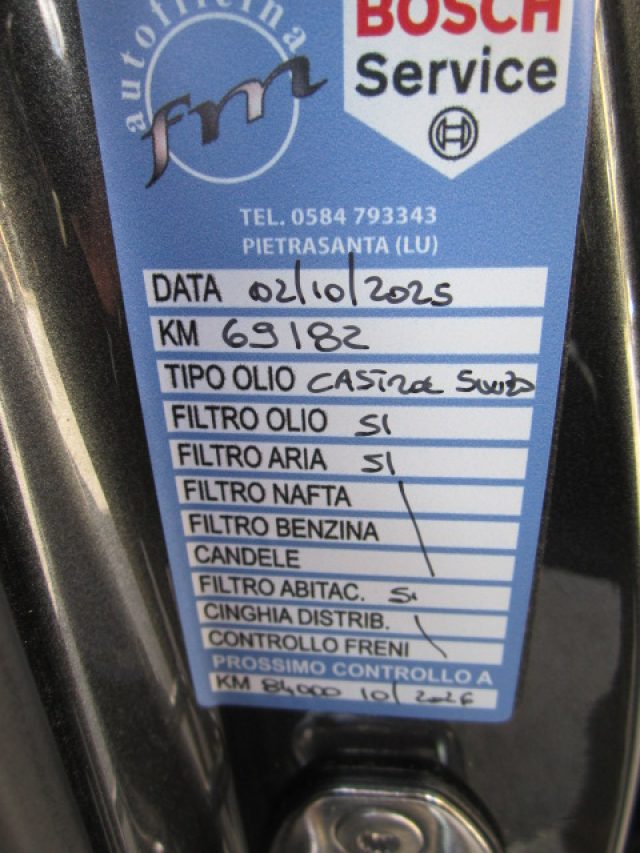 autofficina
fm
BOSCH
Service
TEL. 0584 793343
PIETRASANTA (LU)
DATA 02/10/2025
KM 69182
TIPO OLIO CASTROL 5W30
FILTRO OLIO SI
FILTRO ARIA SI
FILTRO NAFTA
FILTRO BENZINA
CANDELE
FILTRO ABITAC. SI
CINGHIA DISTRIB.
CONTROLLO FRENI
PROSSIMO CONTROLLO A
KM 84000 10/2026